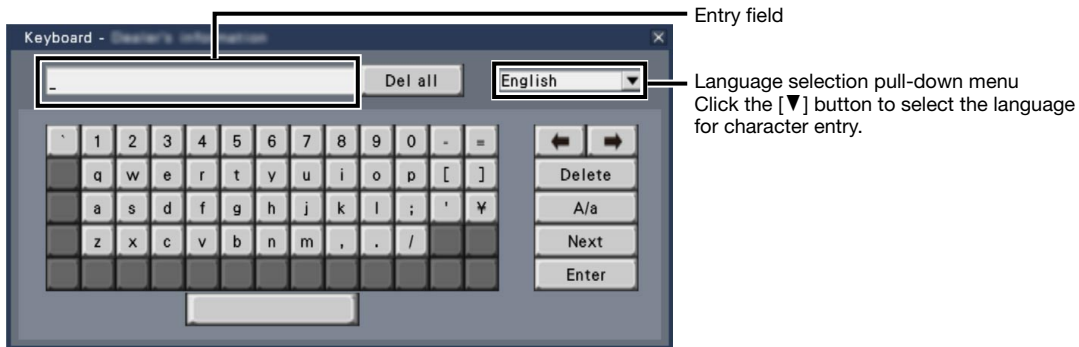 Entry field
Keyboard -
×
_
Del all
English ▼
Language selection pull-down menu
Click the [▼] button to select the language
for character entry.
` 1 2 3 4 5 6 7 8 9 0 - =
← →
q w e r t y u i o p [ ]
Delete
a s d f g h j k l ; ' ¥
A/a
z x c v b n m , . /
Next
Enter